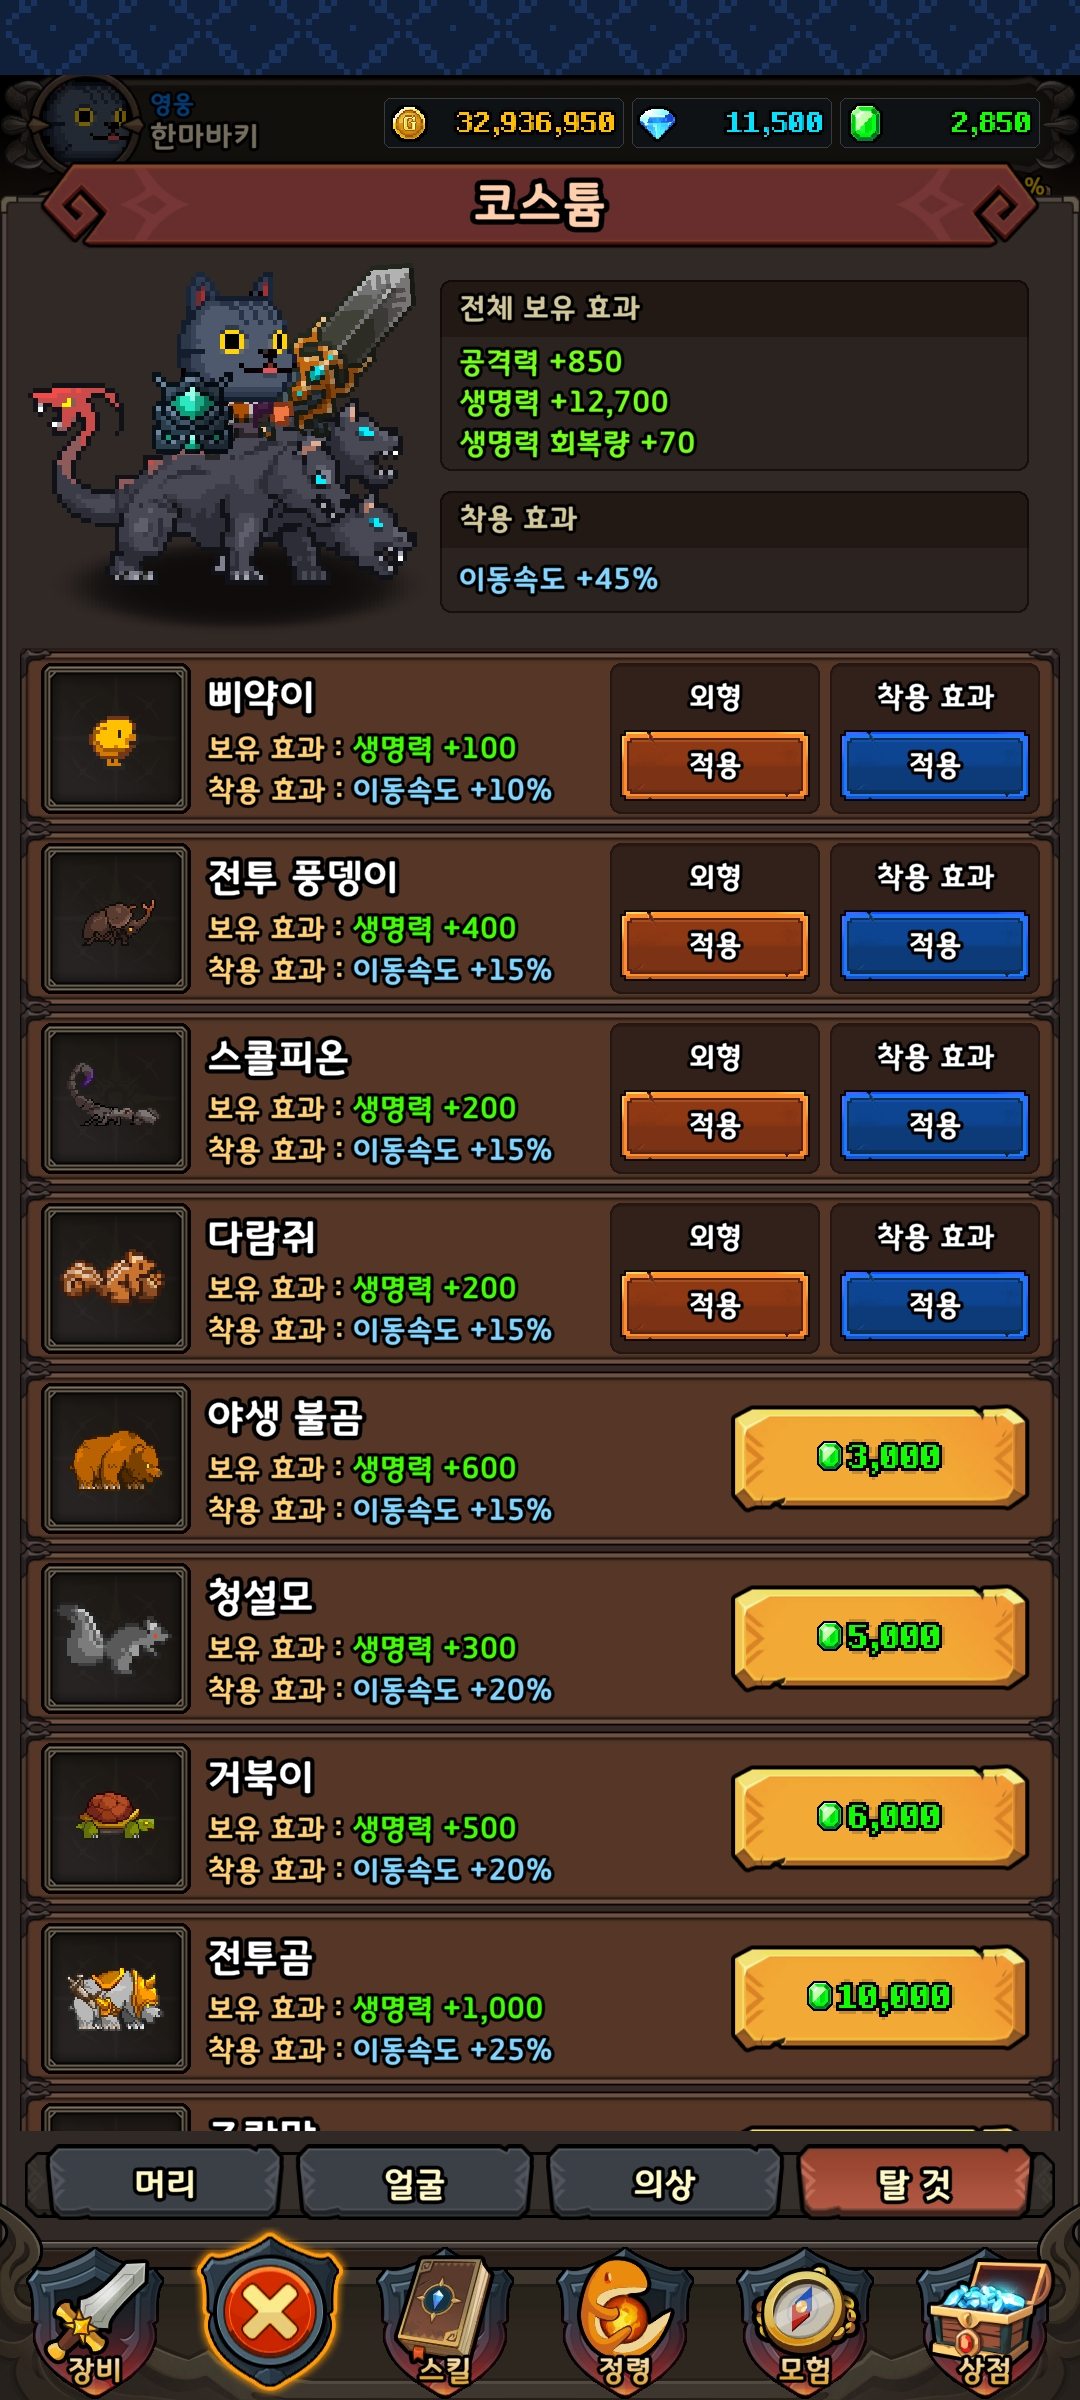 영웅
한마바키
32,936,950
11,500
2,850
%
코스튬
전체 보유 효과
공격력 +850
생명력 +12,700
생명력 회복량 +70
착용 효과
이동속도 +45%
삐약이
보유 효과 : 생명력 +100
착용 효과 : 이동속도 +10%
외형
적용
착용 효과
적용
전투 풍뎅이
보유 효과 : 생명력 +400
착용 효과 : 이동속도 +15%
외형
적용
착용 효과
적용
스콜피온
보유 효과 : 생명력 +200
착용 효과 : 이동속도 +15%
외형
적용
착용 효과
적용
다람쥐
보유 효과 : 생명력 +200
착용 효과 : 이동속도 +15%
외형
적용
착용 효과
적용
야생 불곰
보유 효과 : 생명력 +600
착용 효과 : 이동속도 +15%
3,000
청설모
보유 효과 : 생명력 +300
착용 효과 : 이동속도 +20%
5,000
거북이
보유 효과 : 생명력 +500
착용 효과 : 이동속도 +20%
6,000
전투곰
보유 효과 : 생명력 +1,000
착용 효과 : 이동속도 +25%
10,000
머리
얼굴
의상
탈 것
장비
스킬
정령
모험
상점